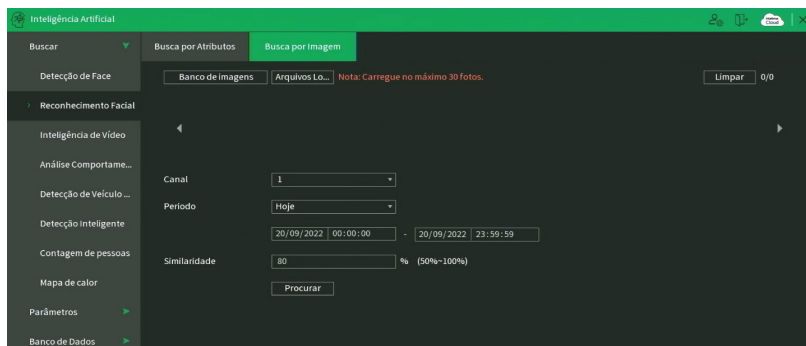 Inteligência Artificial
Buscar
Detecção de Face
Reconhecimento Facial
Inteligência de Vídeo
Análise Comportame...
Detecção de Veículo ...
Detecção Inteligente
Contagem de pessoas
Mapa de calor
Parâmetros
Banco de Dados
Busca por Atributos
Busca por Imagem
Banco de imagens
Arquivos Lo...
Nota: Carregue no máximo 30 fotos.
Limpar
0/0
Canal
1
Periodo
Hoje
20/09/2022 00:00:00 - 20/09/2022 23:59:59
Similaridade
80
% (50%~100%)
Procurar